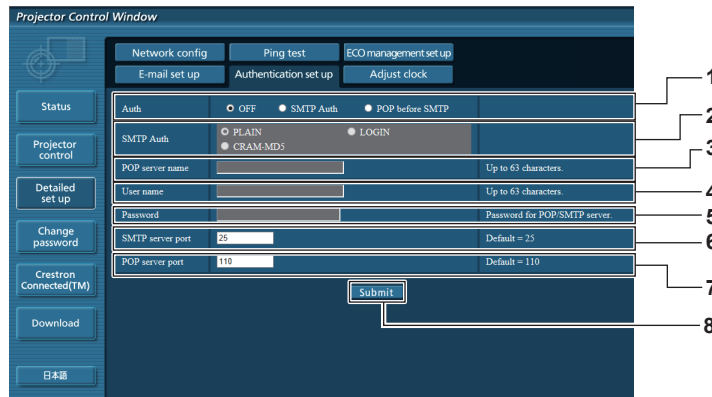 Projector Control Window
Network config Ping test ECO management set up
E-mail set up Authentication set up Adjust clock
Status
Projector control
Detailed set up
Change password
Crestron Connected(TM)
Download
日本語
Auth OFF SMTP Auth POP before SMTP 1
SMTP Auth PLAIN LOGIN 2
CRAM-MD5
POP server name Up to 63 characters. 3
User name Up to 63 characters. 4
Password Password for POP/SMTP server. 5
SMTP server port 25 Default = 25 6
POP server port 110 Default = 110 7
Submit 8